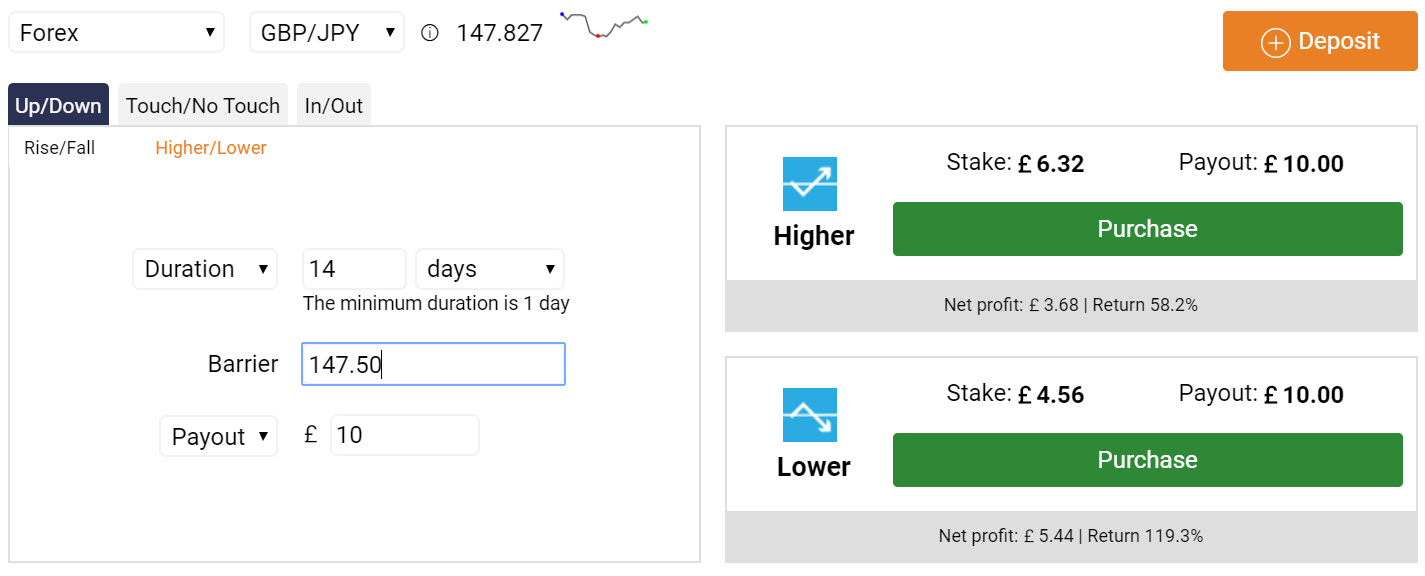 Forex GBP/JPY 147.827 Deposit
Up/Down Touch/No Touch In/Out
Rise/Fall Higher/Lower
Duration 14 days
The minimum duration is 1 day
Barrier 147.50
Payout £ 10
Stake: £ 6.32 Payout: £ 10.00
Purchase
Higher
Net profit: £ 3.68 | Return 58.2%
Stake: £ 4.56 Payout: £ 10.00
Purchase
Lower
Net profit: £ 5.44 | Return 119.3%